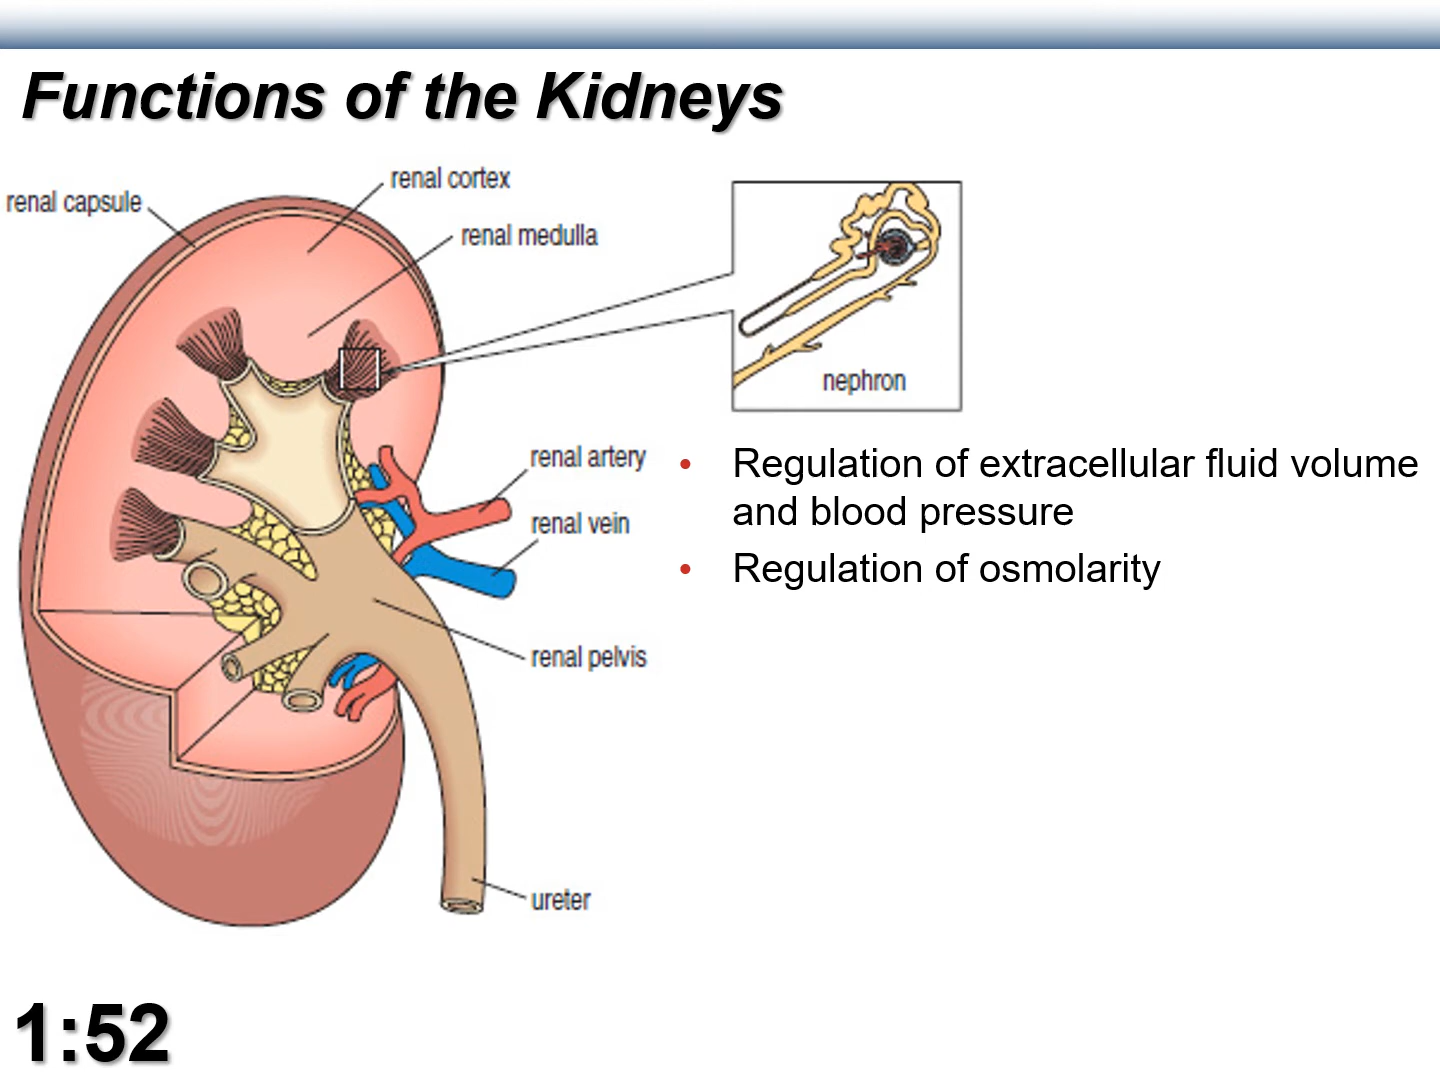 Functions of the Kidneys
renal cortex
renal capsule
renal medulla
nephron
renal artery
renal vein
• Regulation of extracellular fluid volume
and blood pressure
• Regulation of osmolarity
renal pelvis
ureter
1:52